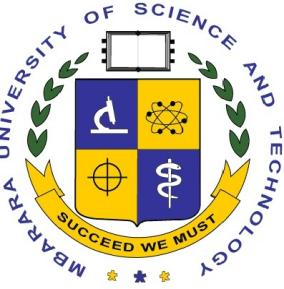 MBARARA UNIVERSITY OF SCIENCE AND TECHNOLOGY
SUCCEED WE MUST